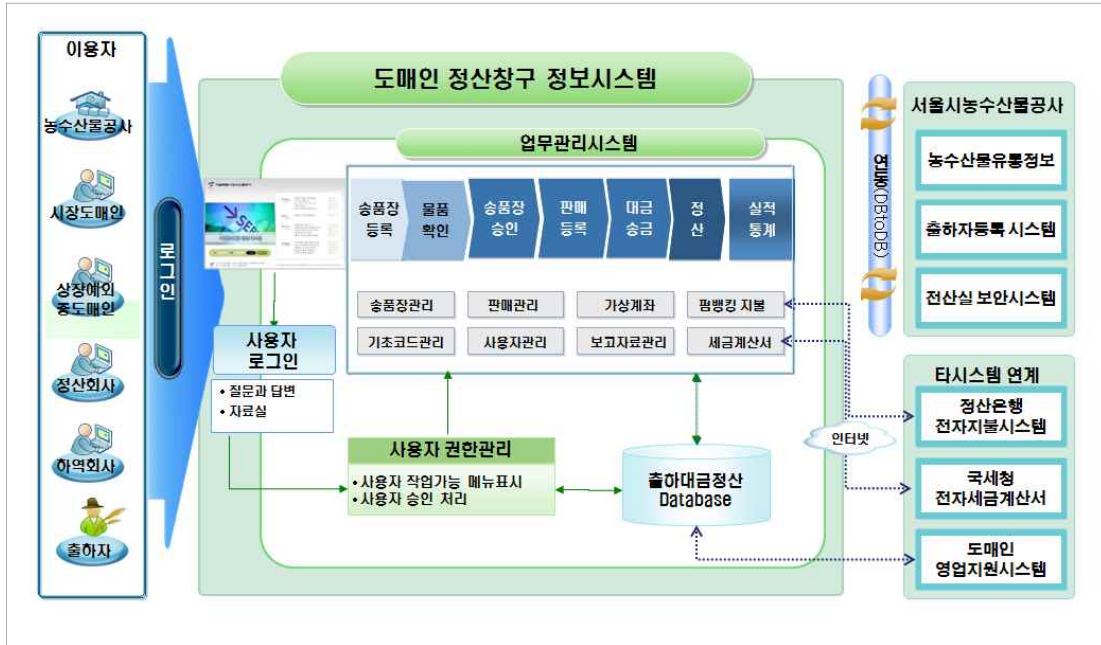 이용자
농수산물공사
시장도매인
상장예외
중도매인
정산회사
하역회사
출하자
로그인
도매인 정산창구 정보시스템
업무관리시스템
송품장
등록
물품
확인
송품장
승인
판매
등록
대금
송금
정
산
실적
통계
송품장관리
판매관리
가상계좌
펌뱅킹 지불
기초코드관리
사용자관리
보고자료관리
세금계산서
사용자
로그인
• 질문과 답변
• 자료실
사용자 권한관리
• 사용자 작업가능 메뉴표시
• 사용자 승인 처리
출하대금정산
Database
연동(DBtoDB)
서울시농수산물공사
농수산물유통정보
출하자등록 시스템
전산실 보안시스템
타시스템 연계
정산은행
전자지불시스템
인터넷
국세청
전자세금계산서
도매인
영업지원시스템